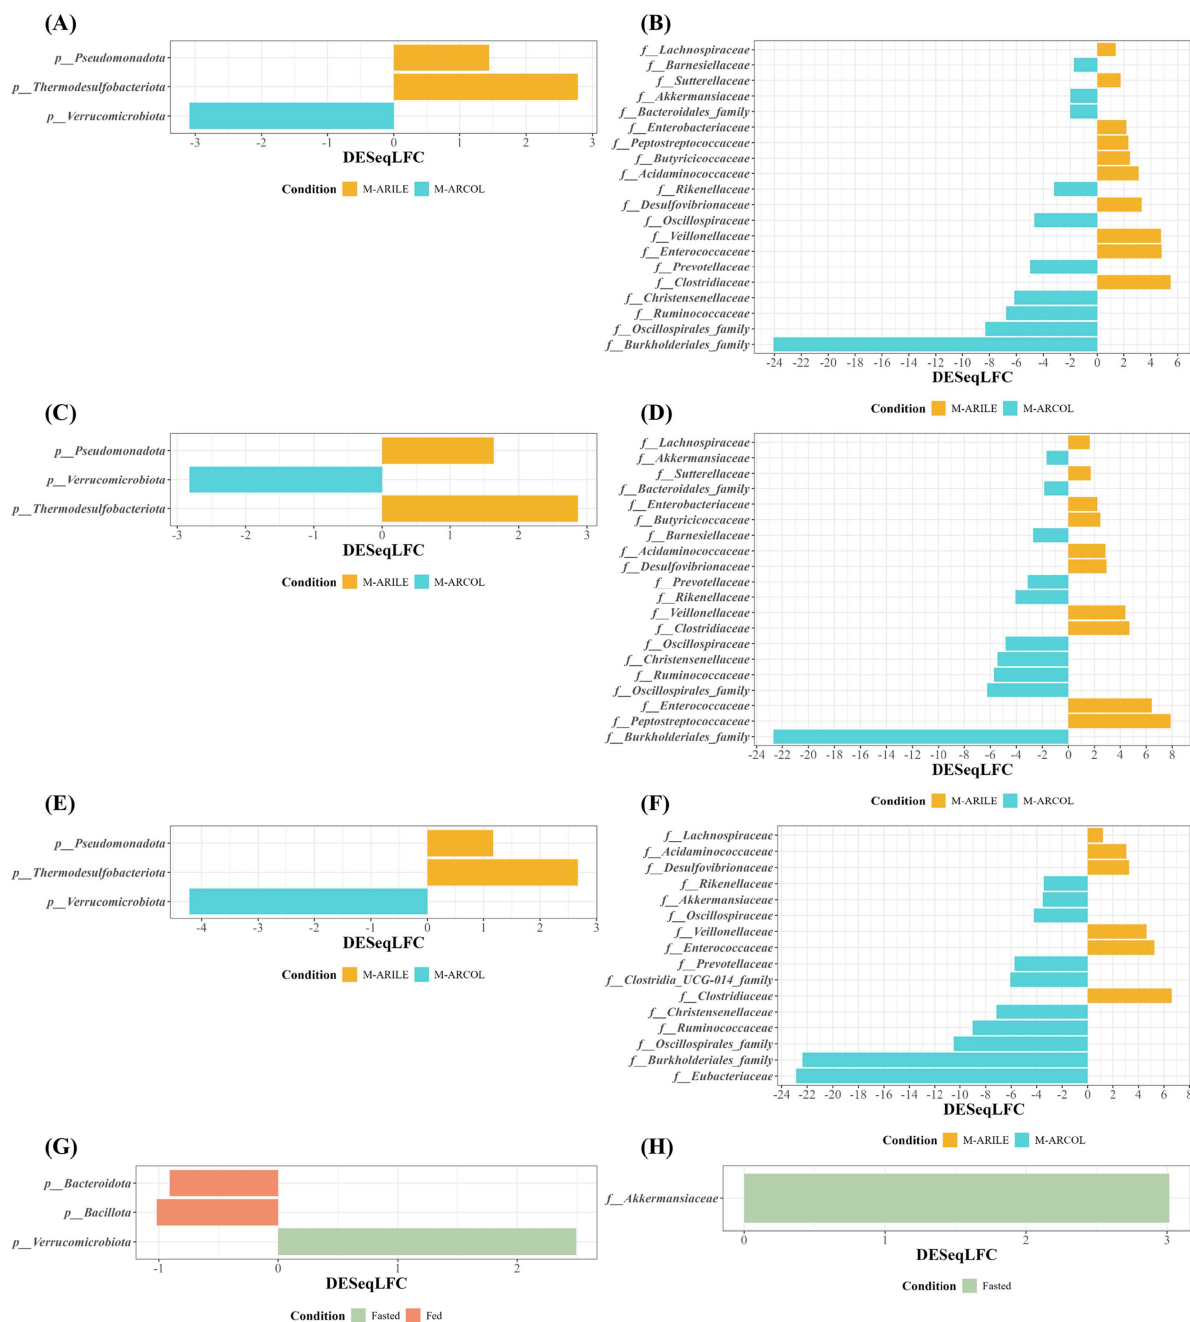 (A)
p__Pseudomonadota
p__Thermodesulfobacteriota
p__Verrucomicrobiota
-3 -2 -1 0 1 2 3
DESeqLFC
Condition M-ARILE M-ARCOL
(B)
f__Lachnospiraceae
f__Barnesiellaceae
f__Sutterellaceae
f__Akkermansiaceae
f__Bacteroidales_family
f__Enterobacteriaceae
f__Peptostreptococcaceae
f__Butyricicoccaceae
f__Acidaminococcaceae
f__Rikenellaceae
f__Desulfovibrionaceae
f__Oscillospiraceae
f__Veillonellaceae
f__Enterococcaceae
f__Prevotellaceae
f__Clostridiaceae
f__Christensenellaceae
f__Ruminococcaceae
f__Oscillospirales_family
f__Burkholderiales_family
-24 -22 -20 -18 -16 -14 -12 -10 -8 -6 -4 -2 0 2 4 6
DESeqLFC
Condition M-ARILE M-ARCOL
(C)
p__Pseudomonadota
p__Verrucomicrobiota
p__Thermodesulfobacteriota
-3 -2 -1 0 1 2 3
DESeqLFC
Condition M-ARILE M-ARCOL
(D)
f__Lachnospiraceae
f__Akkermansiaceae
f__Sutterellaceae
f__Bacteroidales_family
f__Enterobacteriaceae
f__Butyricicoccaceae
f__Barnesiellaceae
f__Acidaminococcaceae
f__Desulfovibrionaceae
f__Prevotellaceae
f__Rikenellaceae
f__Veillonellaceae
f__Clostridiaceae
f__Oscillospiraceae
f__Christensenellaceae
f__Ruminococcaceae
f__Oscillospirales_family
f__Enterococcaceae
f__Peptostreptococcaceae
f__Burkholderiales_family
-24 -22 -20 -18 -16 -14 -12 -10 -8 -6 -4 -2 0 2 4 6 8
DESeqLFC
Condition M-ARILE M-ARCOL
(E)
p__Pseudomonadota
p__Thermodesulfobacteriota
p__Verrucomicrobiota
-4 -3 -2 -1 0 1 2 3
DESeqLFC
Condition M-ARILE M-ARCOL
(F)
f__Lachnospiraceae
f__Acidaminococcaceae
f__Desulfovibrionaceae
f__Rikenellaceae
f__Akkermansiaceae
f__Oscillospiraceae
f__Veillonellaceae
f__Enterococcaceae
f__Prevotellaceae
f__Clostridia_UCG-014_family
f__Clostridiaceae
f__Christensenellaceae
f__Ruminococcaceae
f__Oscillospirales_family
f__Burkholderiales_family
f__Eubacteriaceae
-24 -22 -20 -18 -16 -14 -12 -10 -8 -6 -4 -2 0 2 4 6 8
DESeqLFC
Condition M-ARILE M-ARCOL
(G)
p__Bacteroidota
p__Bacillota
p__Verrucomicrobiota
-1 0 1 2
DESeqLFC
Condition Fasted Fed
(H)
f__Akkermansiaceae
0 1 2 3
DESeqLFC
Condition Fasted